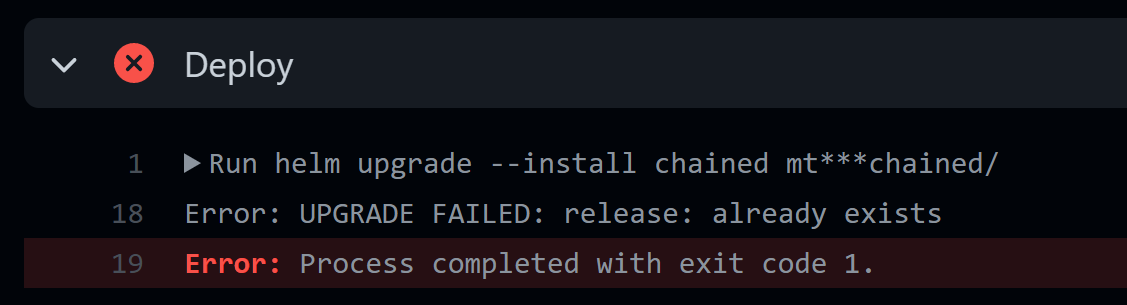 Deploy
1 Run helm upgrade --install chained mt***chained/
18 Error: UPGRADE FAILED: release: already exists
19 Error: Process completed with exit code 1.